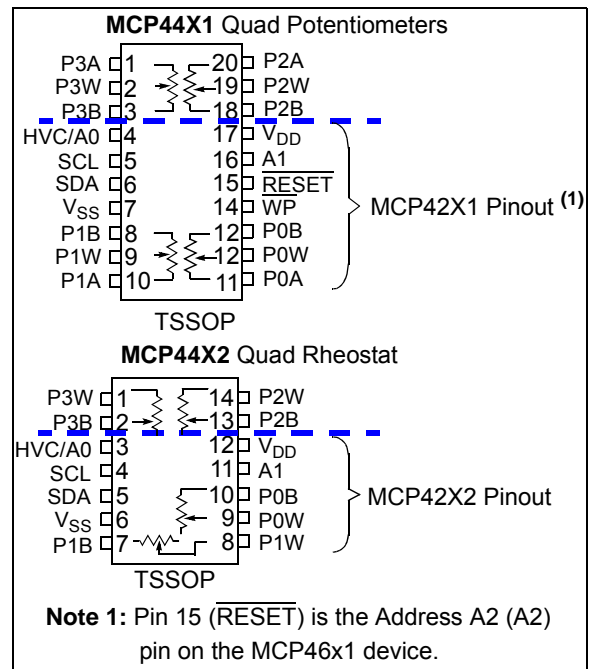 MCP44X1 Quad Potentiometers
P3A 1 20 P2A
P3W 2 19 P2W
P3B 3 18 P2B
HVC/A0 4 17 VDD
SCL 5 16 A1
SDA 6 15 RESET
VSS 7 14 WP
P1B 8 12 P0B
P1W 9 12 P0W
P1A 10 11 P0A
MCP42X1 Pinout (1)
TSSOP
MCP44X2 Quad Rheostat
P3W 1 14 P2W
P3B 2 13 P2B
HVC/A0 3 12 VDD
SCL 4 11 A1
SDA 5 10 P0B
VSS 6 9 P0W
P1B 7 8 P1W
MCP42X2 Pinout
TSSOP
Note 1: Pin 15 (RESET) is the Address A2 (A2)
pin on the MCP46x1 device.